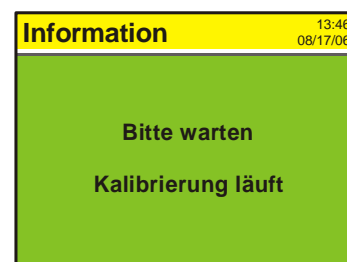 Information
13:46
08/17/06
Bitte warten
Kalibrierung läuft